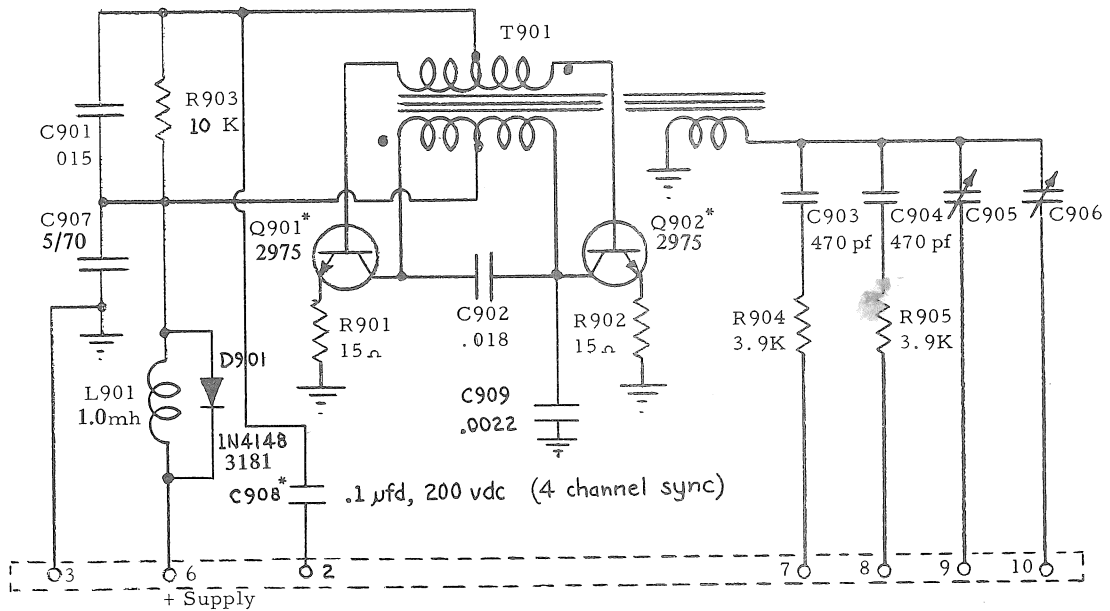 T901
R903
10 K
C901
015
C907
5/70
Q901*
2975
Q902*
2975
C903
470 pf
C904
470 pf
C905
C906
R901
15Ω
C902
.018
R902
15Ω
R904
3.9K
R905
3.9K
D901
L901
1.0mh
1N4148
3181
C909
.0022
C908* .1 µfd, 200 vdc (4 channel sync)
3 6 2 7 8 9 10
+ Supply